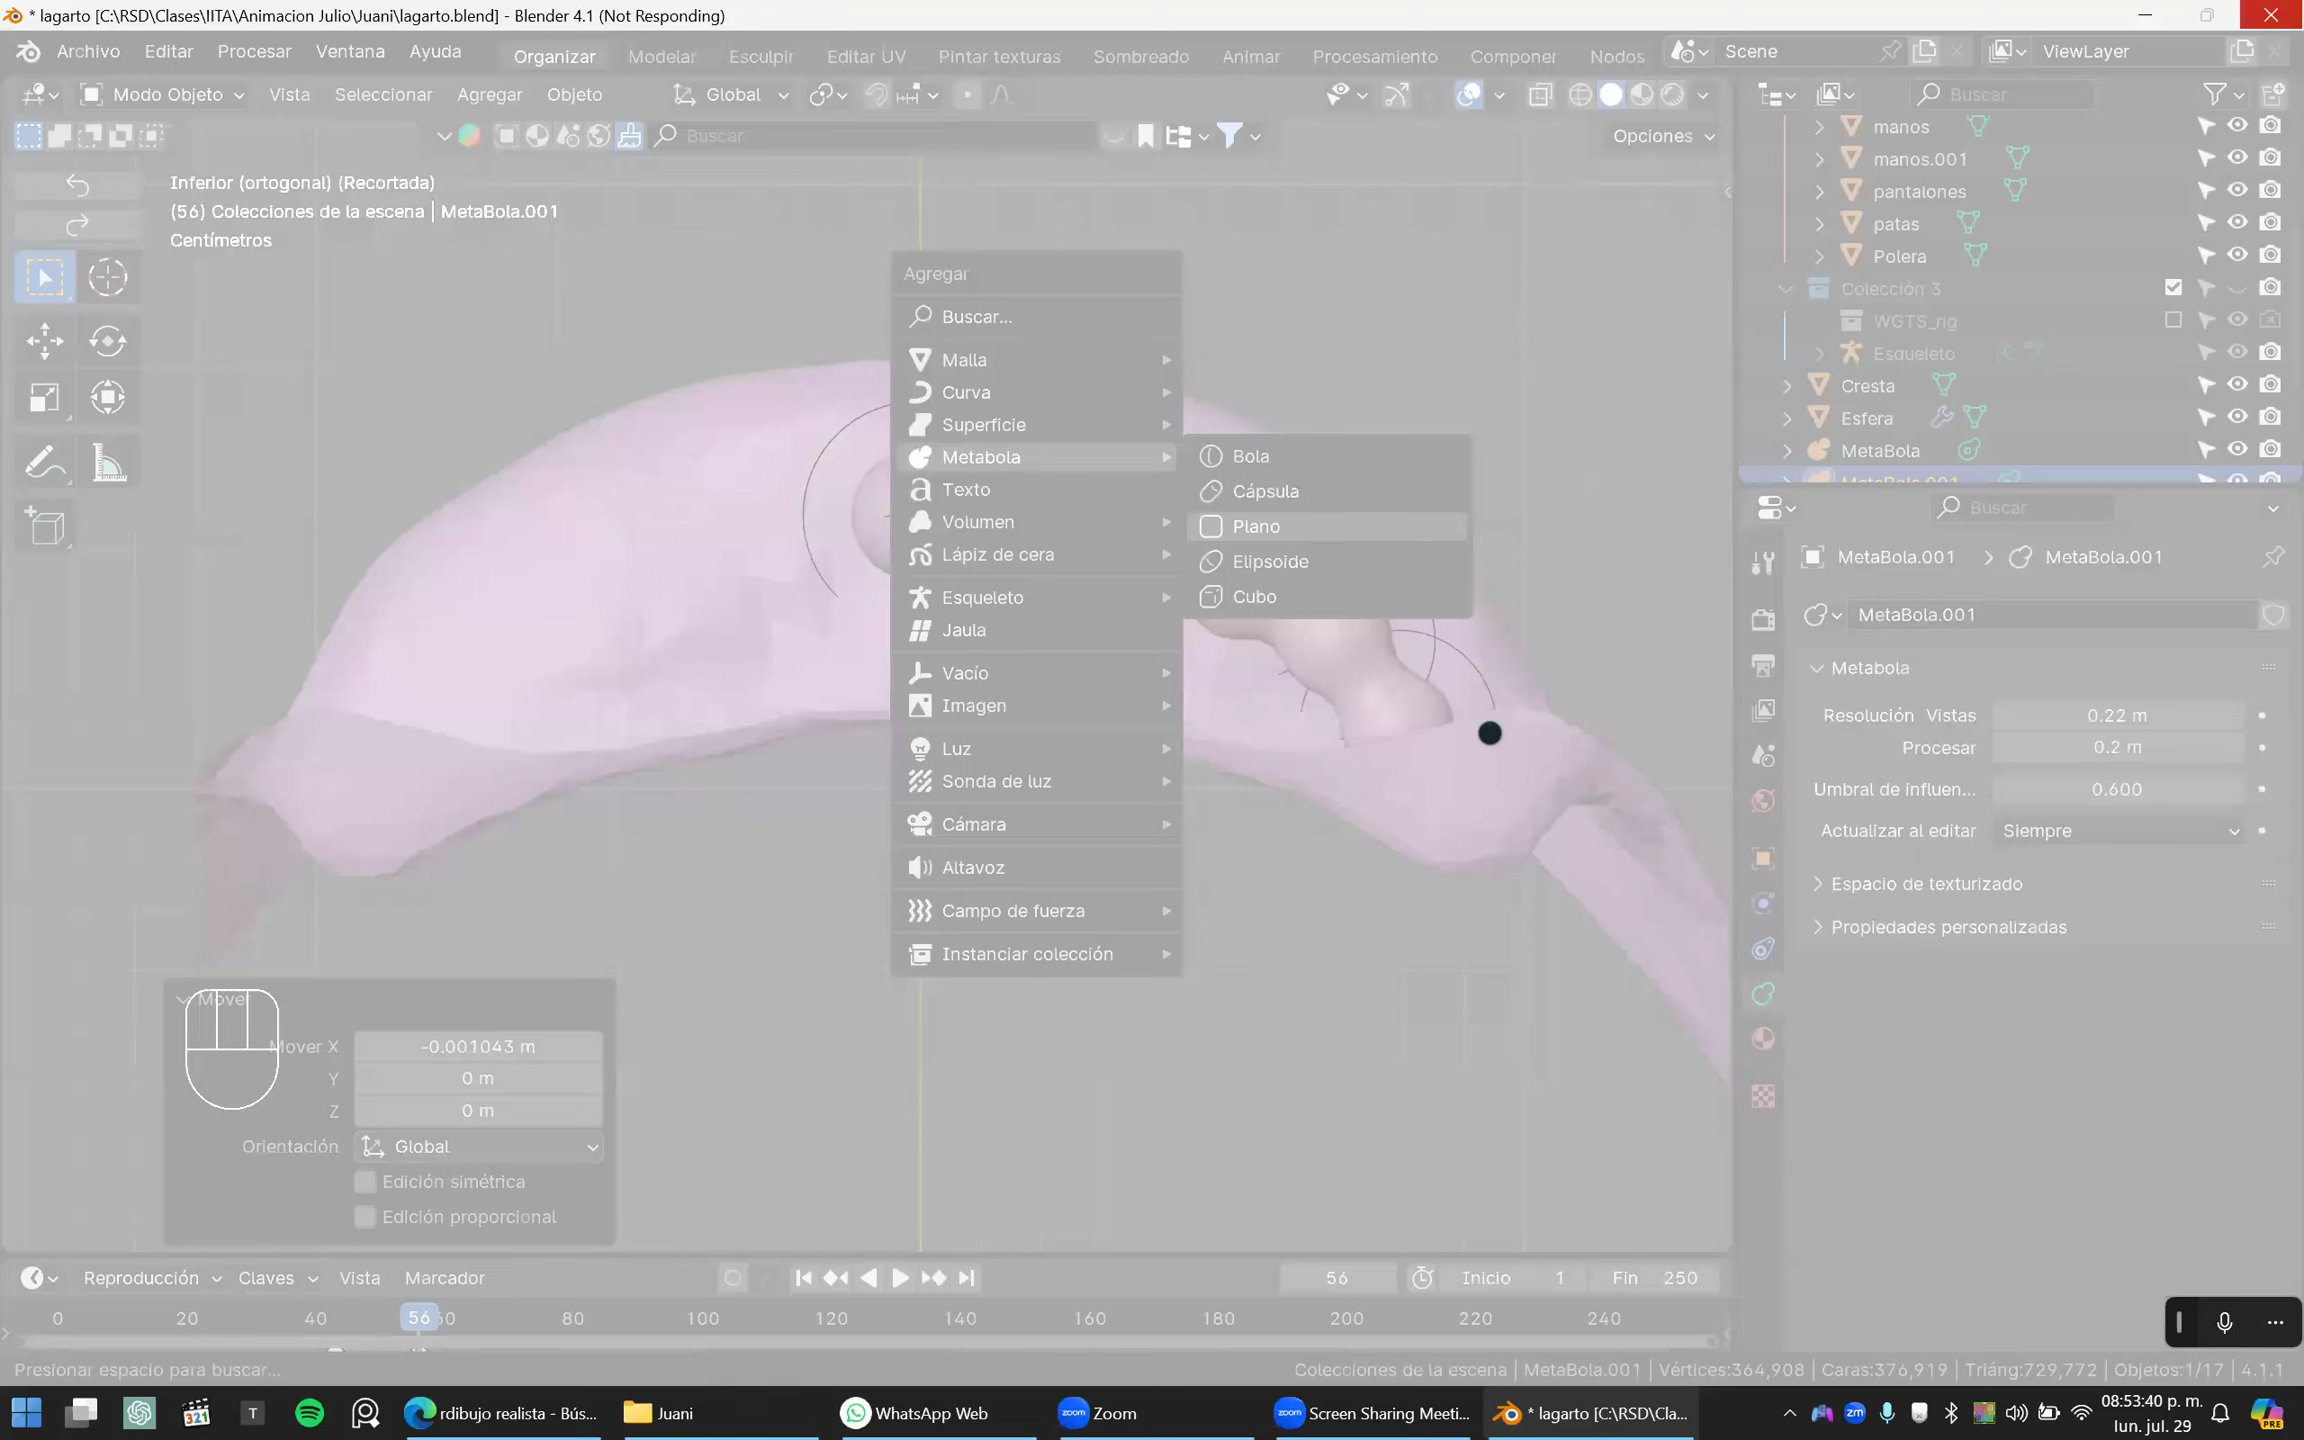 * lagarto [C:\RSD\Clases\IITA\Animacion Julio\Juani\lagarto.blend] - Blender 4.1 (Not Responding)
Archivo Editar Procesar Ventana Ayuda
Organizar Modelar Esculpir Editar UV Pintar texturas Sombreado Animar Procesamiento Componer Nodos
Scene
ViewLayer
Modo Objeto Vista Seleccionar Agregar Objeto
Global
Buscar
Opciones
Inferior (ortogonal) (Recortada)
(56) Colecciones de la escena | MetaBola.001
Centímetros
Agregar
Buscar...
Malla
Curva
Superficie
Metabola
Texto
Volumen
Lápiz de cera
Esqueleto
Jaula
Vacío
Imagen
Luz
Sonda de luz
Cámara
Altavoz
Campo de fuerza
Instanciar colección
Bola
Cápsula
Plano
Elipsoide
Cubo
Mover
Mover X -0.001043 m
Y 0 m
Z 0 m
Orientación Global
Edición simétrica
Edición proporcional
Buscar
manos
manos.001
pantalones
patas
Polera
Colección 3
WGTS_rig
Esqueleto
Cresta
Esfera
MetaBola
MetaBola.001
Buscar
MetaBola.001 > MetaBola.001
MetaBola.001
Metabola
Resolución Vistas 0.22 m
Procesar 0.2 m
Umbral de influen... 0.600
Actualizar al editar Siempre
Espacio de texturizado
Propiedades personalizadas
Reproducción Claves Vista Marcador
56 Inicio 1 Fin 250
0 20 40 56 60 80 100 120 140 160 180 200 220 240
Presionar espacio para buscar...
Colecciones de la escena | MetaBola.001 | Vértices:364,908 | Caras:376,919 | Triáng:729,772 | Objetos:1/17 | 4.1.1
321
T
rdibujo realista - Bús...
Juani
WhatsApp Web
zoom Zoom
zoom Screen Sharing Meeti...
* lagarto [C:\RSD\Cla...
zm
08:53:40 p. m.
lun. jul. 29
PRE